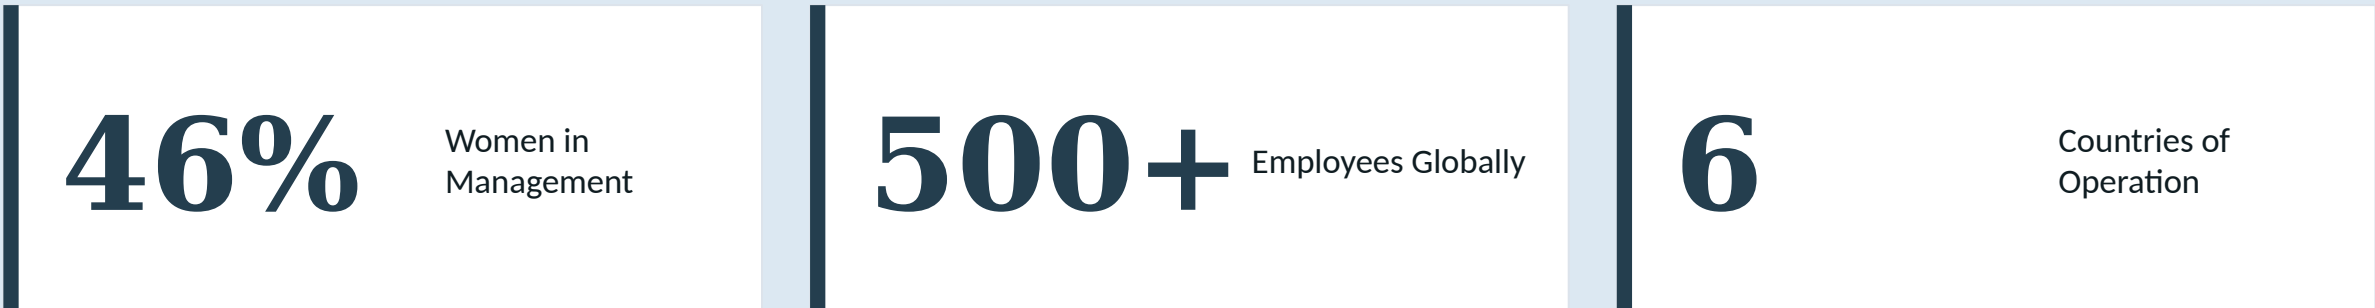 46%
Women in
Management
500+
Employees Globally
6
Countries of
Operation